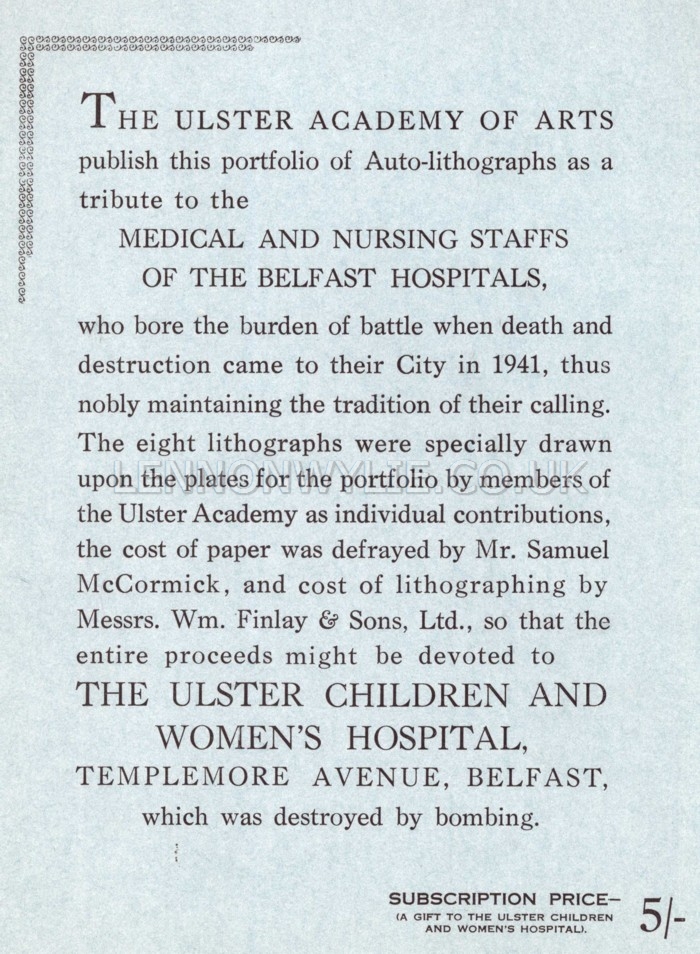 THE ULSTER ACADEMY OF ARTS
publish this portfolio of Auto-lithographs as a
tribute to the
MEDICAL AND NURSING STAFFS
OF THE BELFAST HOSPITALS,
who bore the burden of battle when death and
destruction came to their City in 1941, thus
nobly maintaining the tradition of their calling.
The eight lithographs were specially drawn
upon the plates for the portfolio by members of
LENNONWYLIE.CO.UK
the Ulster Academy as individual contributions,
the cost of paper was defrayed by Mr. Samuel
McCormick, and cost of lithographing by
Messrs. Wm. Finlay & Sons, Ltd., so that the
entire proceeds might be devoted to
THE ULSTER CHILDREN AND
WOMEN'S HOSPITAL,
TEMPLEMORE AVENUE, BELFAST,
which was destroyed by bombing.
SUBSCRIPTION PRICE—
(A GIFT TO THE ULSTER CHILDREN
AND WOMEN'S HOSPITAL).
5/-